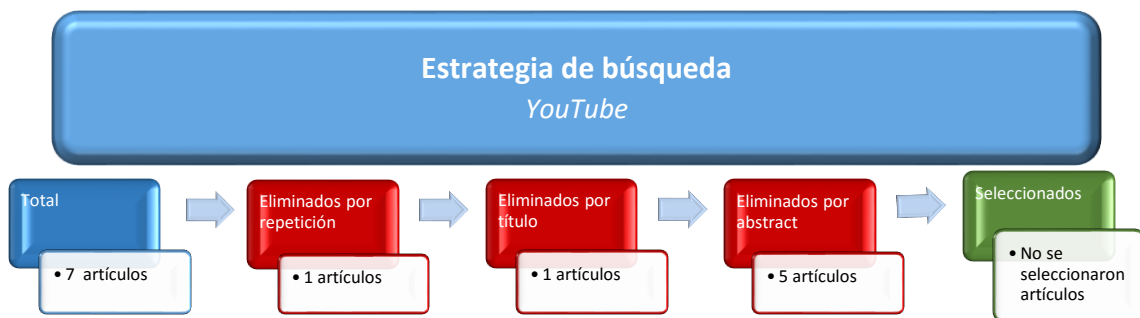 Estrategia de búsqueda
YouTube
Total
• 7 artículos
Eliminados por
repetición
• 1 artículos
Eliminados por
título
• 1 artículos
Eliminados por
abstract
• 5 artículos
Seleccionados
• No se
seleccionaron
artículos